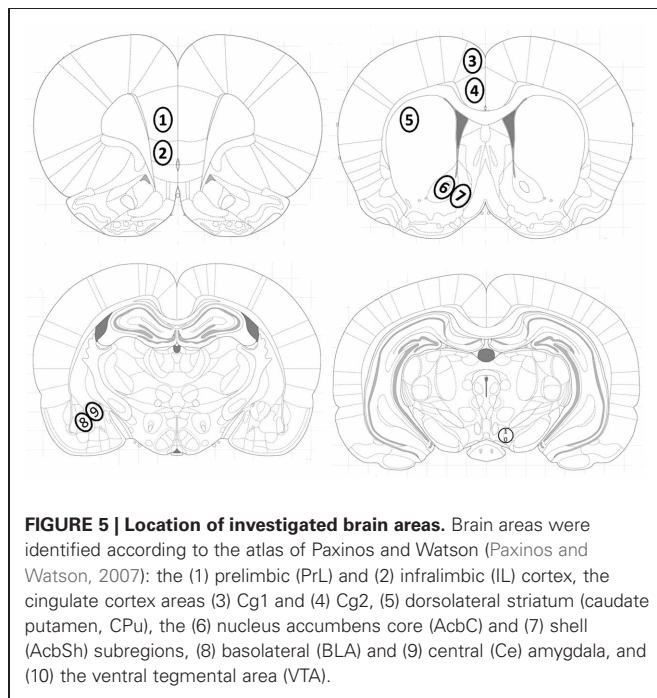 1
2
3
4
5
6
7
8
9
10
FIGURE 5 | Location of investigated brain areas. Brain areas were
identified according to the atlas of Paxinos and Watson (Paxinos and
Watson, 2007): the (1) prelimbic (PrL) and (2) infralimbic (IL) cortex, the
cingulate cortex areas (3) Cg1 and (4) Cg2, (5) dorsolateral striatum (caudate
putamen, CPu), the (6) nucleus accumbens core (AcbC) and (7) shell
(AcbSh) subregions, (8) basolateral (BLA) and (9) central (Ce) amygdala, and
(10) the ventral tegmental area (VTA).